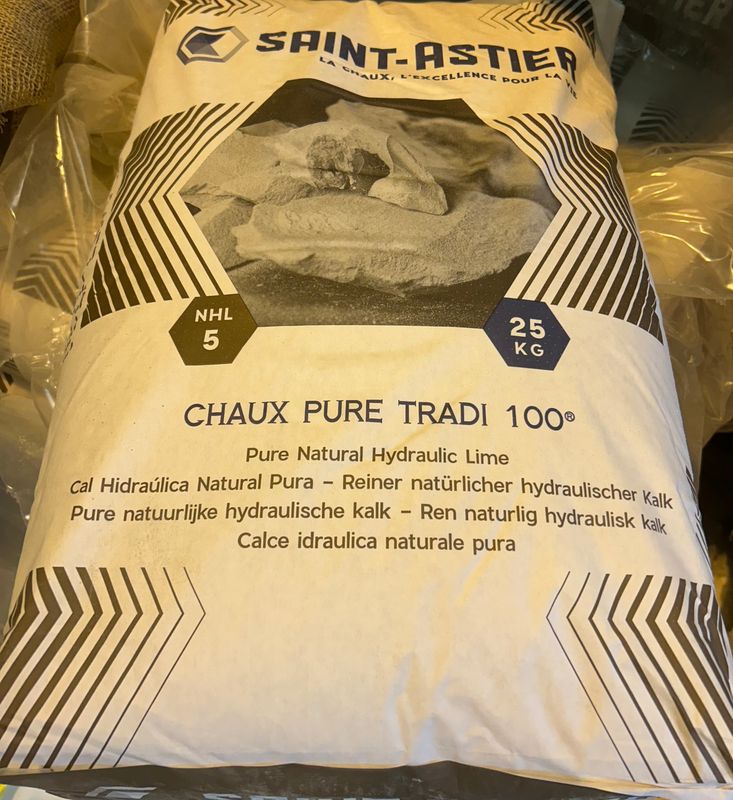 SAINT-ASTIER
LA CHAUX, L'EXCELLENCE POUR LA VIE
NHL
5
25
KG
CHAUX PURE TRADI 100®
Pure Natural Hydraulic Lime
Cal Hidraúlica Natural Pura – Reiner natürlicher hydraulischer Kalk
Pure natuurlijke hydraulische kalk – Ren naturlig hydraulisk kalk
Calce idraulica naturale pura